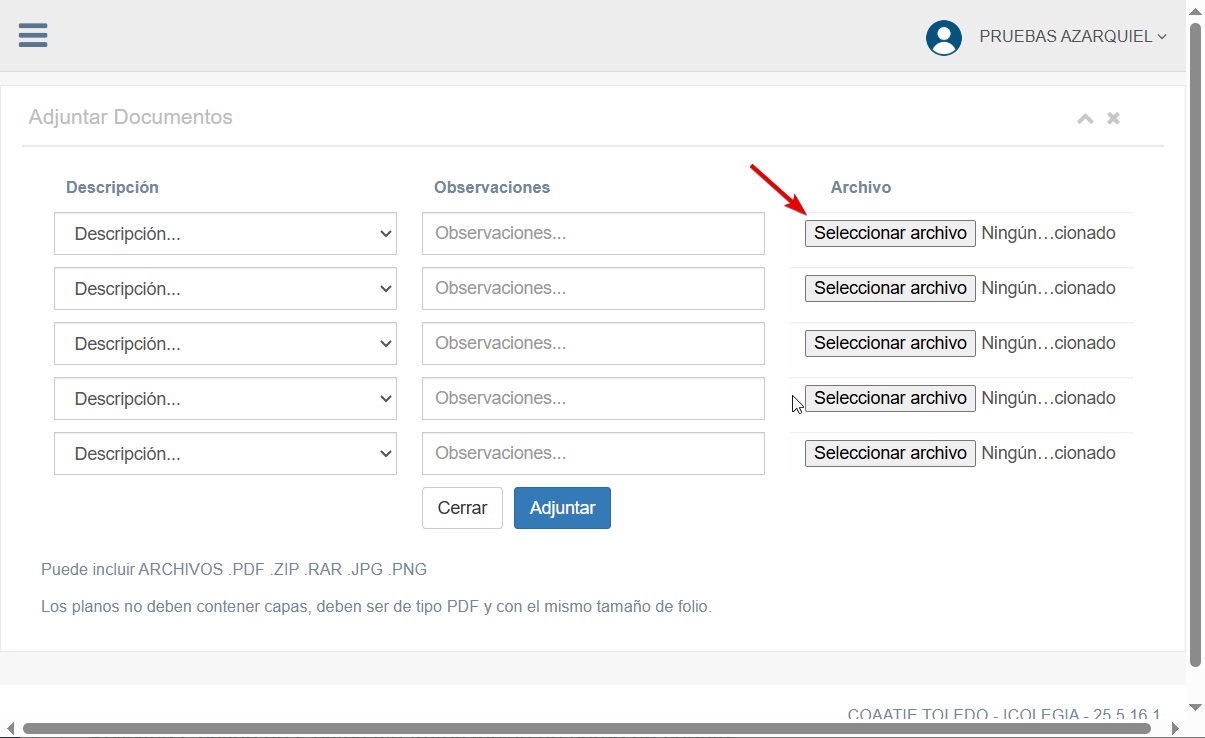 PRUEBAS AZARQUIEL
Adjuntar Documentos
Descripción Observaciones Archivo
Descripción... Observaciones... Seleccionar archivo Ningún…cionado
Descripción... Observaciones... Seleccionar archivo Ningún…cionado
Descripción... Observaciones... Seleccionar archivo Ningún…cionado
Descripción... Observaciones... Seleccionar archivo Ningún…cionado
Descripción... Observaciones... Seleccionar archivo Ningún…cionado
Cerrar Adjuntar
Puede incluir ARCHIVOS .PDF .ZIP .RAR .JPG .PNG
Los planos no deben contener capas, deben ser de tipo PDF y con el mismo tamaño de folio.
COAATIE TOLEDO - ICOLEGIA - 25.5.16.1